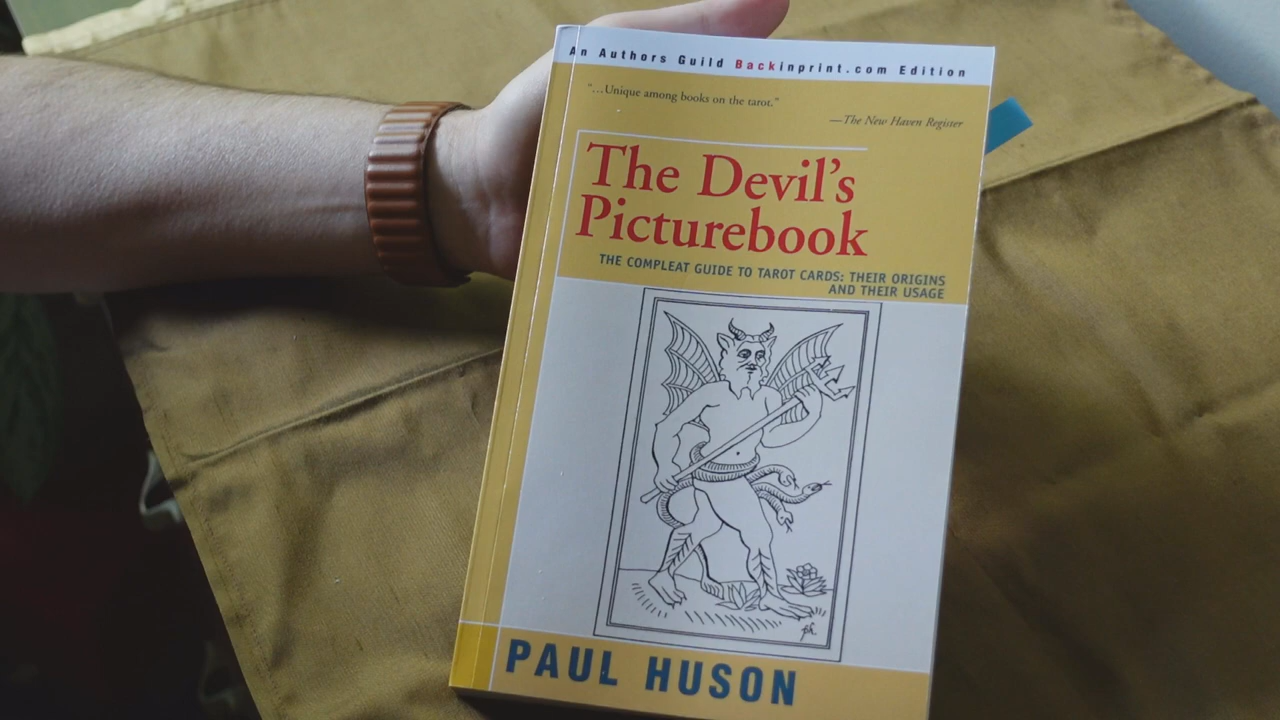 An Authors Guild Backinprint.com Edition
"...Unique among books on the tarot."
—The New Haven Register
The Devil's
Picturebook
THE COMPLEAT GUIDE TO TAROT CARDS: THEIR ORIGINS
AND THEIR USAGE
PAUL HUSON